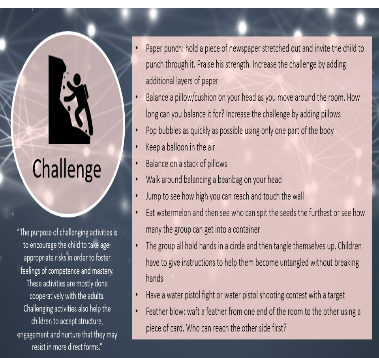 Challenge
"The purpose of challenging activities is
to encourage the child to take age-
appropriate risks in order to foster
feelings of competence and mastery.
These activities are mostly done
cooperatively with the adults.
Challenging activities also help the
children to accept structure,
engagement and nurture that they may
resist in more direct forms."
• Paper punch: hold a piece of newspaper stretched out and invite the child to
punch through it. Praise his strength. Increase the challenge by adding
additional layers of paper
• Balance a pillow/cushion on your head as you move around the room. How
long can you balance it for? Increase the challenge by adding pillows
• Pop bubbles as quickly as possible using only one part of the body
• Keep a balloon in the air
• Balance on a stack of pillows
• Walk around balancing a beanbag on your head
• Jump to see how high you can reach and touch the wall
• Eat watermelon and then see who can spit the seeds the furthest or see how
many the group can get into a container
• The group all hold hands in a circle and then tangle themselves up. Children
have to give instructions to help them become untangled without breaking
hands
• Have a water pistol fight or water pistol shooting contest with a target
• Feather blow: waft a feather from one end of the room to the other using a
piece of card. Who can reach the other side first?